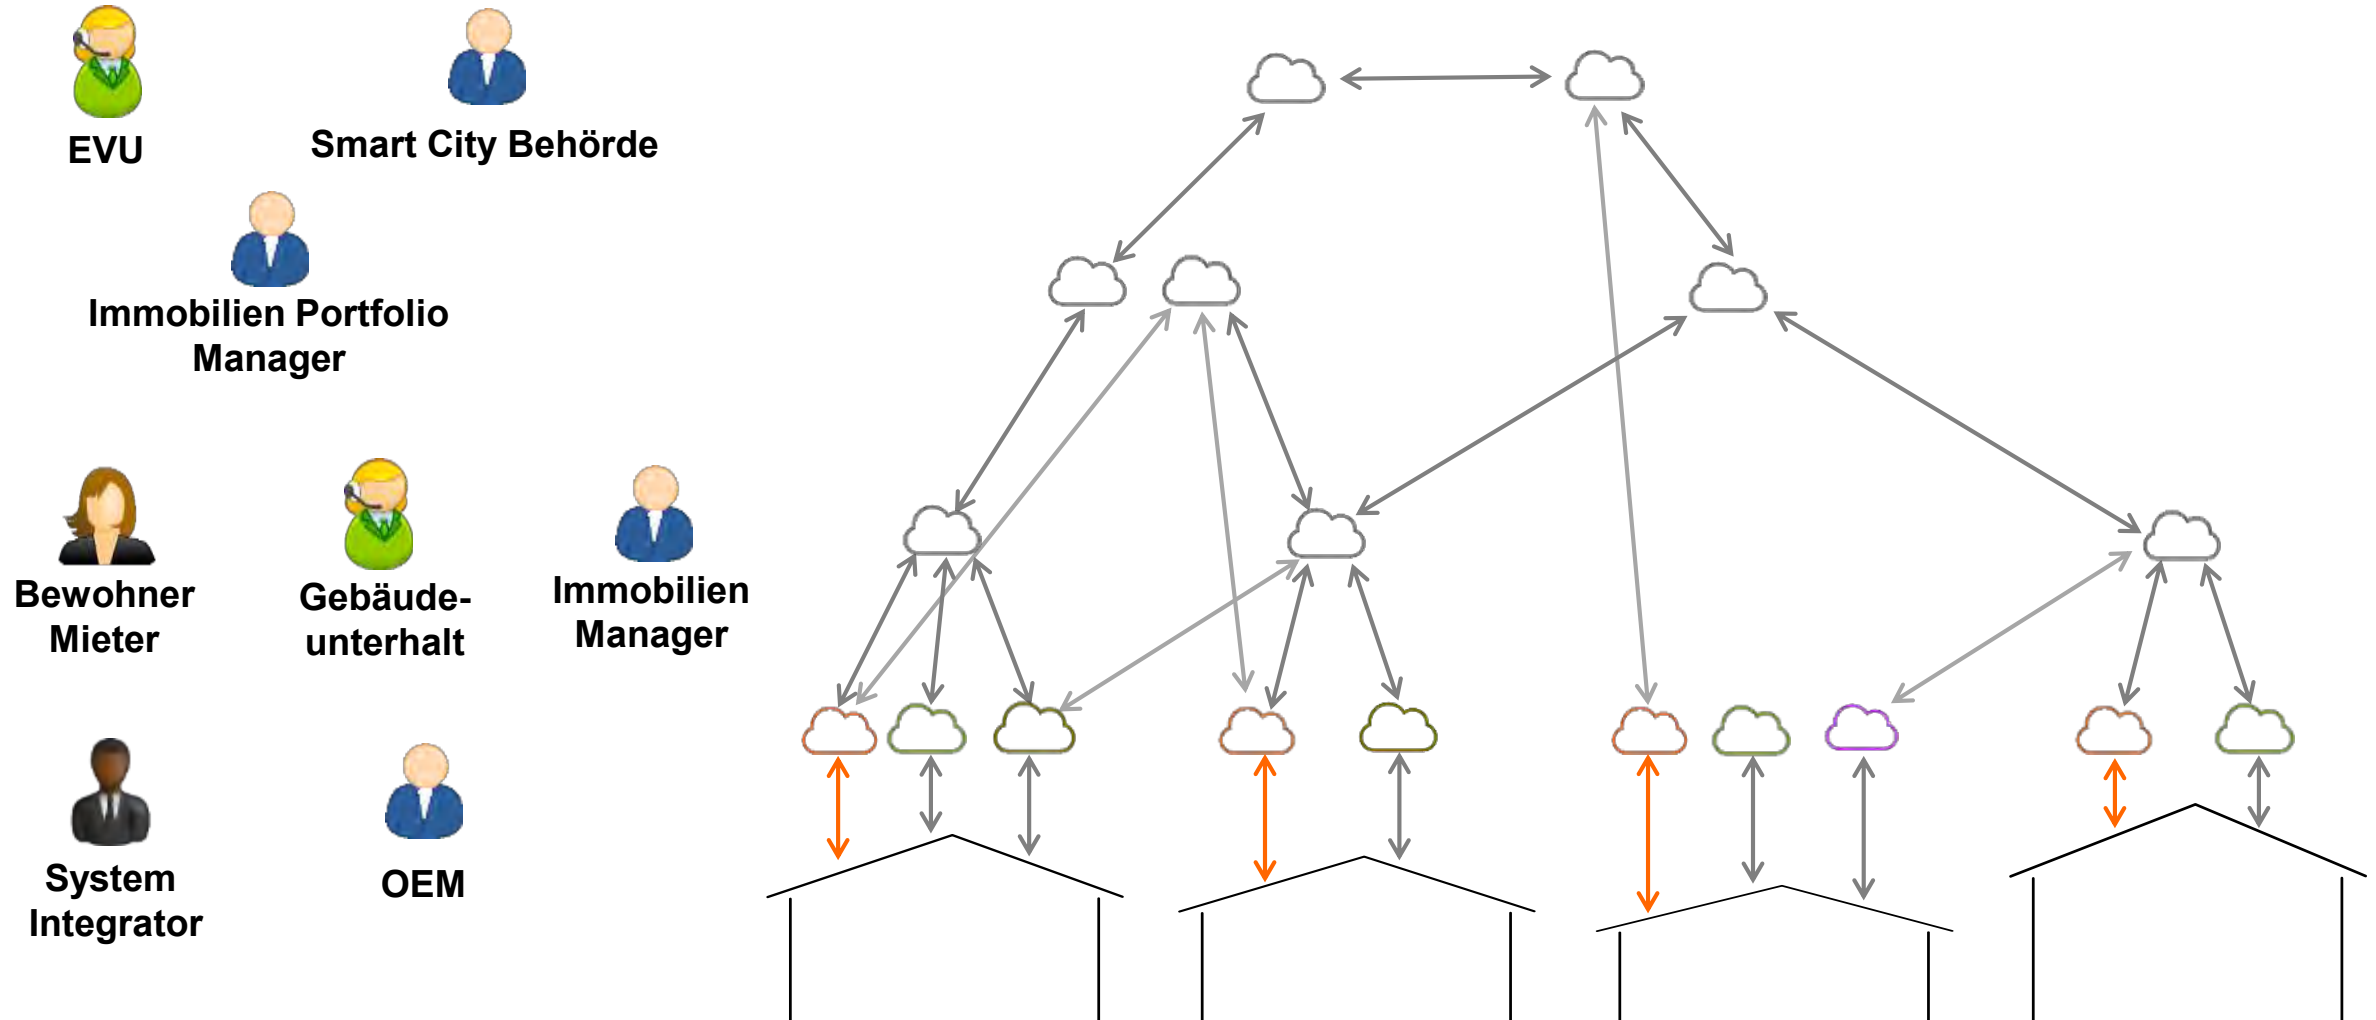 EVU
Smart City Behörde
Immobilien Portfolio
Manager
Bewohner
Mieter
Gebäude-
unterhalt
Immobilien
Manager
System
Integrator
OEM